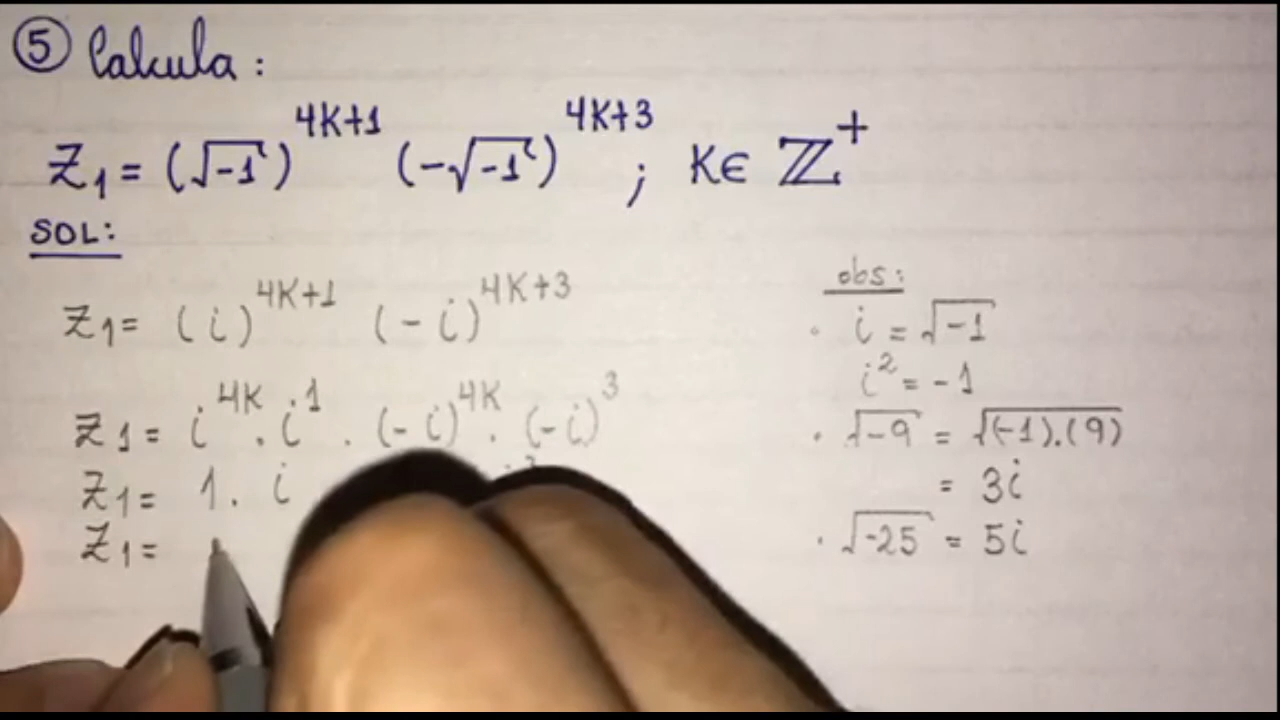 ⑤ Calcula:
Z₁ = (√-1)^(4K+1) (-√-1)^(4K+3) ; K ∈ ℤ⁺
SOL:
Z₁ = (i)^(4K+1) (-i)^(4K+3)
Z₁ = i^(4K) . i^1 . (-i)^(4K) . (-i)^3
Z₁ = 1 . i
Z₁ =
obs:
· i = √-1
i² = -1
· √-9 = √(-1).(9)
= 3i
· √-25 = 5i